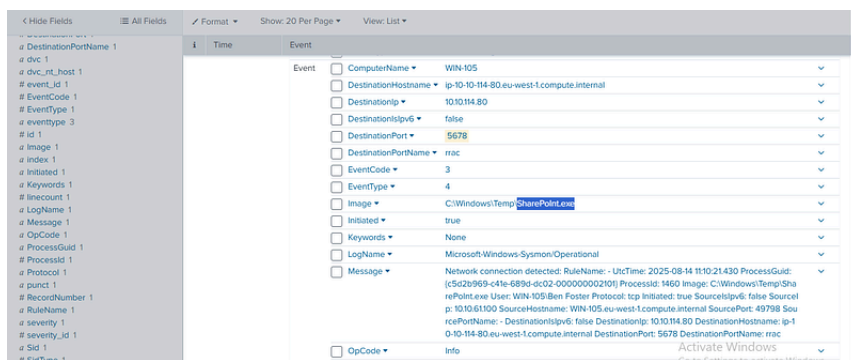 Hide Fields
All Fields
Format
Show: 20 Per Page
View: List
i Time Event
a DestinationPortName 1
a dvc 1
a dvc_nt_host 1
# event_id 1
# EventCode 1
# EventType 1
a eventtype 3
# id 1
a Image 1
a index 1
a Initiated 1
a Keywords 1
# linecount 1
a LogName 1
a Message 1
a OpCode 1
a ProcessGuid 1
# ProcessId 1
a Protocol 1
a punct 1
# RecordNumber 1
a RuleName 1
a severity 1
# severity_id 1
a Sid 1
Event
ComputerName WIN-105
DestinationHostname ip-10-10-114-80.eu-west-1.compute.internal
DestinationIp 10.10.114.80
DestinationIsIpv6 false
DestinationPort 5678
DestinationPortName rrac
EventCode 3
EventType 4
Image C:\Windows\Temp\SharePoInt.exe
Initiated true
Keywords None
LogName Microsoft-Windows-Sysmon/Operational
Message Network connection detected: RuleName: - UtcTime: 2025-08-14 11:10:21.430 ProcessGuid:
{c5d2b969-c41e-689d-dc02-000000002101} ProcessId: 1460 Image: C:\Windows\Temp\Sha
rePoInt.exe User: WIN-105\Ben Foster Protocol: tcp Initiated: true SourceIsIpv6: false SourceI
p: 10.10.61.100 SourceHostname: WIN-105.eu-west-1.compute.internal SourcePort: 49798 Sou
rcePortName: - DestinationIsIpv6: false DestinationIp: 10.10.114.80 DestinationHostname: ip-1
0-10-114-80.eu-west-1.compute.internal DestinationPort: 5678 DestinationPortName: rrac
OpCode Info
Activate Windows